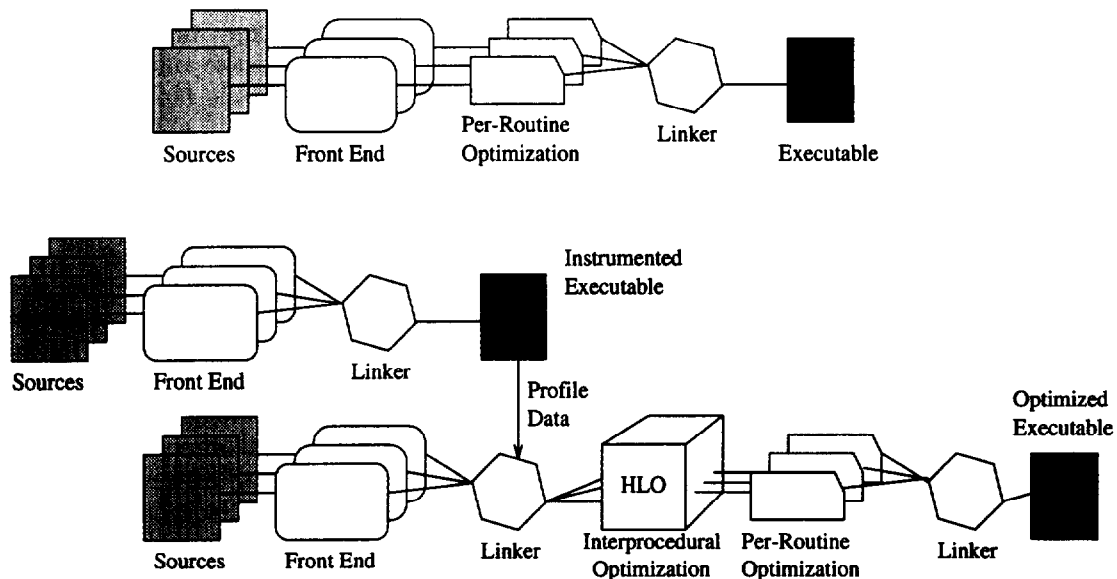 Sources
Front End
Per-Routine
Optimization
Linker
Executable
Instrumented
Executable
Sources
Front End
Linker
Profile
Data
Optimized
Executable
HLO
Sources
Front End
Linker
Interprocedural
Optimization
Per-Routine
Optimization
Linker